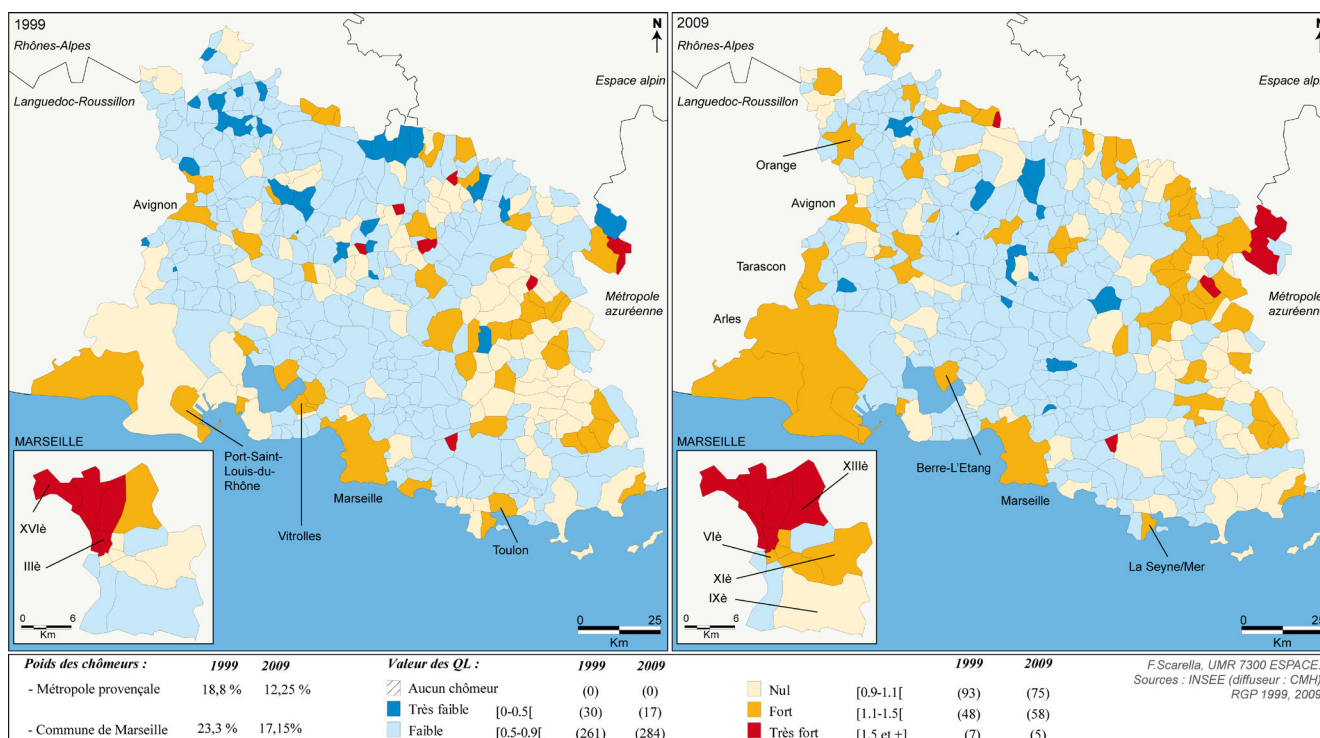 1999
N
Rhônes-Alpes
Espace alpin
Languedoc-Roussillon
Avignon
Métropole
azuréenne
MARSEILLE
Port-Saint-
Louis-du-
Rhône
Marseille
XVIè
IIIè
Vitrolles
Toulon
0 6
Km
0 25
Km
2009
N
Rhônes-Alpes
Espace alpin
Languedoc-Roussillon
Orange
Avignon
Tarascon
Métropole
azuréenne
Arles
MARSEILLE
Berre-L'Etang
XIIIè
Marseille
VIè
XIè
La Seyne/Mer
IXè
0 6
Km
0 25
Km
Poids des chômeurs : 1999 2009
- Métropole provençale 18,8 % 12,25 %
- Commune de Marseille 23,3 % 17,15%
Valeur des QL : 1999 2009
Aucun chômeur (0) (0)
Très faible [0-0.5[ (30) (17)
Faible [0.5-0.9[ (261) (284)
1999 2009
Nul [0.9-1.1[ (93) (75)
Fort [1.1-1.5[ (48) (58)
Très fort [1.5 et +] (7) (5)
F.Scarella, UMR 7300 ESPACE.
Sources : INSEE (diffuseur : CMH)
RGP 1999, 2009